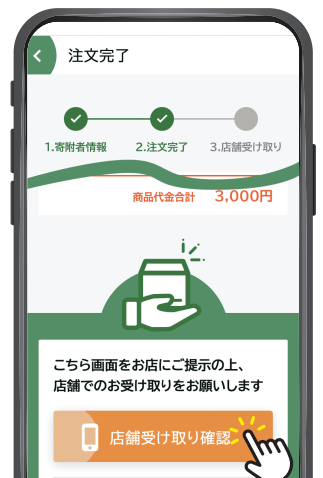 注文完了
1.寄附者情報 2.注文完了 3.店舗受け取り
商品代金合計 3,000円
こちら画面をお店にご提示の上、
店舗でのお受け取りをお願いします
店舗受け取り確認